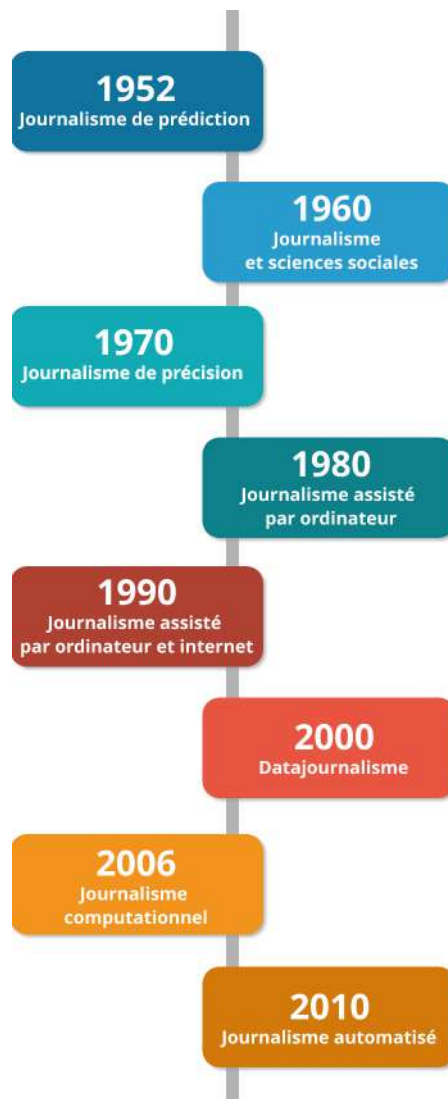 1952
Journalisme de prédiction
1960
Journalisme
et sciences sociales
1970
Journalisme de précision
1980
Journalisme assisté
par ordinateur
1990
Journalisme assisté
par ordinateur et internet
2000
Datajournalisme
2006
Journalisme
computationnel
2010
Journalisme automatisé